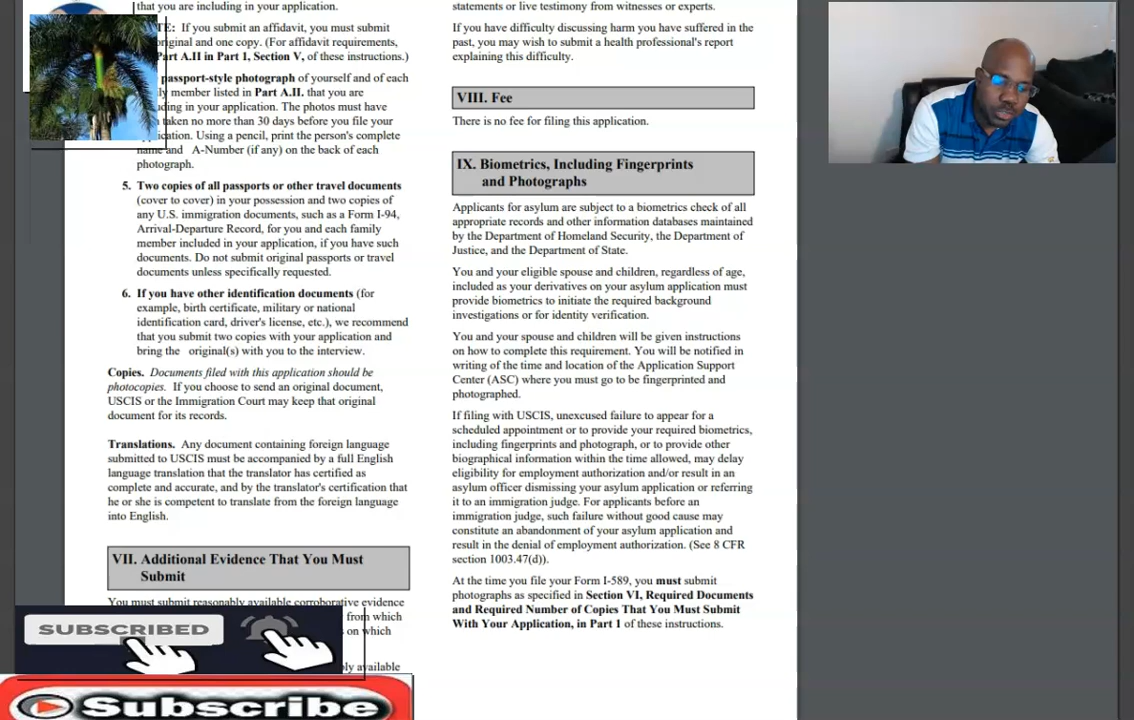 that you are including in your application.
TE: If you submit an affidavit, you must submit
original and one copy. (For affidavit requirements,
Part A.II in Part 1, Section V, of these instructions.)
passport-style photograph of yourself and of each
member listed in Part A.II. that you are
in your application. The photos must have
taken no more than 30 days before you file your
Using a pencil, print the person's complete
name and A-Number (if any) on the back of each
photograph.
5. Two copies of all passports or other travel documents
(cover to cover) in your possession and two copies of
any U.S. immigration documents, such as a Form I-94,
Arrival-Departure Record, for you and each family
member included in your application, if you have such
documents. Do not submit original passports or travel
documents unless specifically requested.
6. If you have other identification documents (for
example, birth certificate, military or national
identification card, driver's license, etc.), we recommend
that you submit two copies with your application and
bring the original(s) with you to the interview.
Copies. Documents filed with this application should be
photocopies. If you choose to send an original document,
USCIS or the Immigration Court may keep that original
document for its records.
Translations. Any document containing foreign language
submitted to USCIS must be accompanied by a full English
language translation that the translator has certified as
complete and accurate, and by the translator's certification that
he or she is competent to translate from the foreign language
into English.
VII. Additional Evidence That You Must
Submit
You must submit reasonably available corroborative evidence
from which
on which
available
SUBSCRIBED
Subscribe
statements or live testimony from witnesses or experts.
If you have difficulty discussing harm you have suffered in the
past, you may wish to submit a health professional's report
explaining this difficulty.
VIII. Fee
There is no fee for filing this application.
IX. Biometrics, Including Fingerprints
and Photographs
Applicants for asylum are subject to a biometrics check of all
appropriate records and other information databases maintained
by the Department of Homeland Security, the Department of
Justice, and the Department of State.
You and your eligible spouse and children, regardless of age,
included as your derivatives on your asylum application must
provide biometrics to initiate the required background
investigations or for identity verification.
You and your spouse and children will be given instructions
on how to complete this requirement. You will be notified in
writing of the time and location of the Application Support
Center (ASC) where you must go to be fingerprinted and
photographed.
If filing with USCIS, unexcused failure to appear for a
scheduled appointment or to provide your required biometrics,
including fingerprints and photograph, or to provide other
biographical information within the time allowed, may delay
eligibility for employment authorization and/or result in an
asylum officer dismissing your asylum application or referring
it to an immigration judge. For applicants before an
immigration judge, such failure without good cause may
constitute an abandonment of your asylum application and
result in the denial of employment authorization. (See 8 CFR
section 1003.47(d)).
At the time you file your Form I-589, you must submit
photographs as specified in Section VI, Required Documents
and Required Number of Copies That You Must Submit
With Your Application, in Part 1 of these instructions.